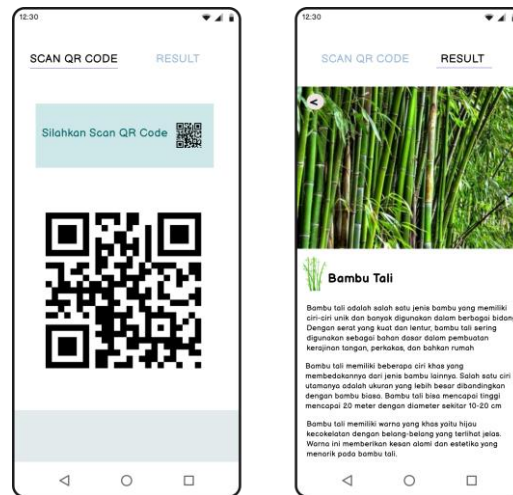 12:30
SCAN QR CODE RESULT
Silahkan Scan QR Code
12:30
SCAN QR CODE RESULT
Bambu Tali
Bambu tali adalah salah satu jenis bambu yang memiliki
ciri-ciri unik dan banyak digunakan dalam berbagai bidang
Dengan serat yang kuat dan lentur, bambu tali sering
digunakan sebagai bahan dasar dalam pembuatan
kerajinan tangan, perkakas, dan bahkan rumah
Bambu tali memiliki beberapa ciri khas yang
membedakannya dari jenis bambu lainnya. Salah satu ciri
utamanya adalah ukuran yang lebih besar dibandingkan
dengan bambu biasa. Bambu tali bisa mencapai tinggi
mencapai 20 meter dengan diameter sekitar 10-20 cm
Bambu tali memiliki warna yang khas yaitu hijau
kecokelatan dengan belang-belang yang terlihat jelas.
Warna ini memberikan kesan alami dan estetika yang
menarik pada bambu tali.